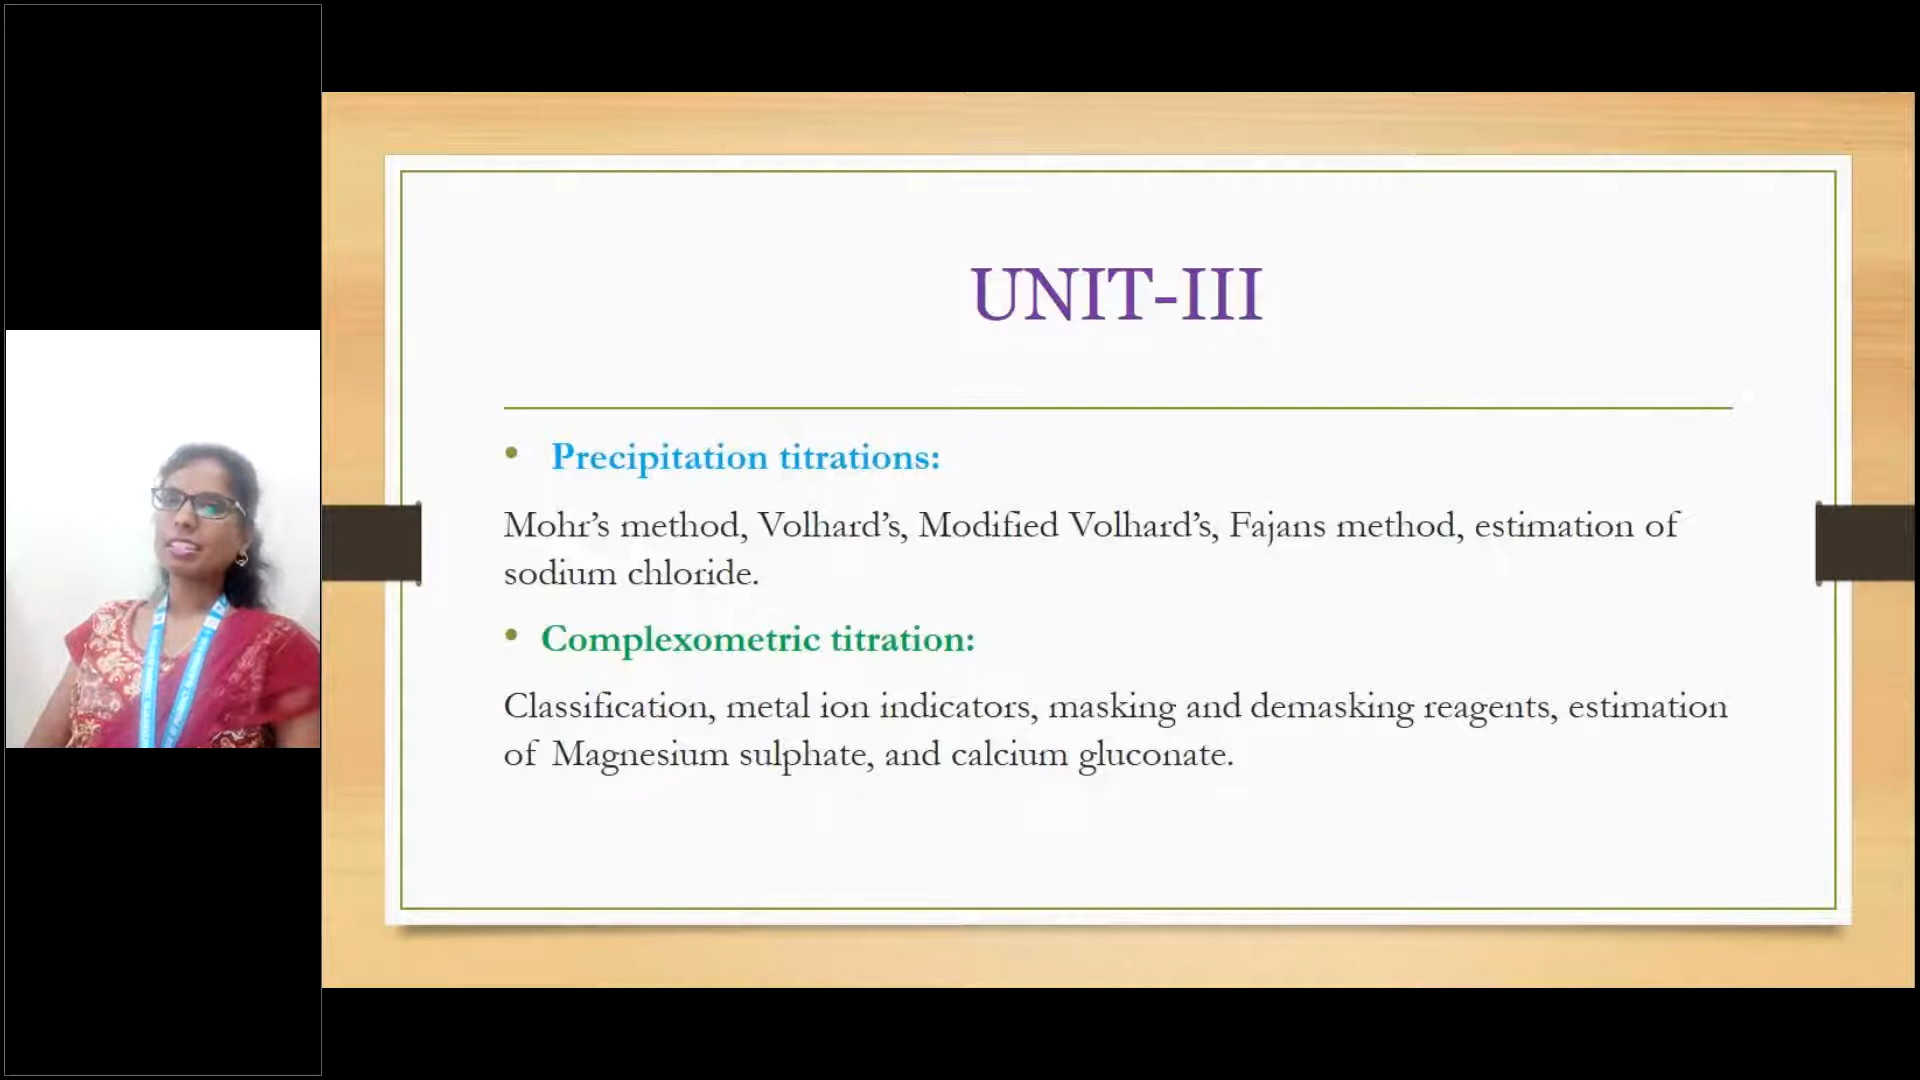 UNIT-III
• Precipitation titrations:
Mohr’s method, Volhard’s, Modified Volhard’s, Fajans method, estimation of
sodium chloride.
• Complexometric titration:
Classification, metal ion indicators, masking and demasking reagents, estimation
of Magnesium sulphate, and calcium gluconate.